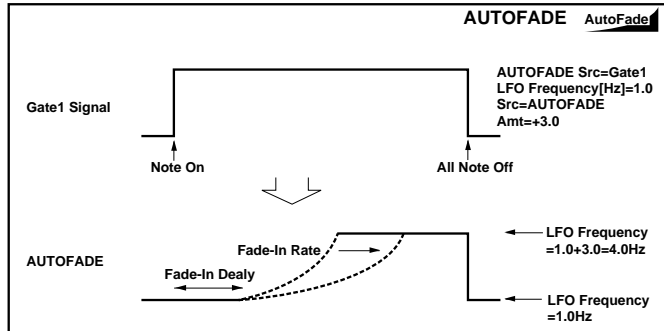 AUTOFADE AutoFade
AUTOFADE Src=Gate1
LFO Frequency[Hz]=1.0
Src=AUTOFADE
Amt=+3.0
Gate1 Signal
Note On
All Note Off
LFO Frequency
=1.0+3.0=4.0Hz
Fade-In Rate
AUTOFADE
Fade-In Dealy
LFO Frequency
=1.0Hz